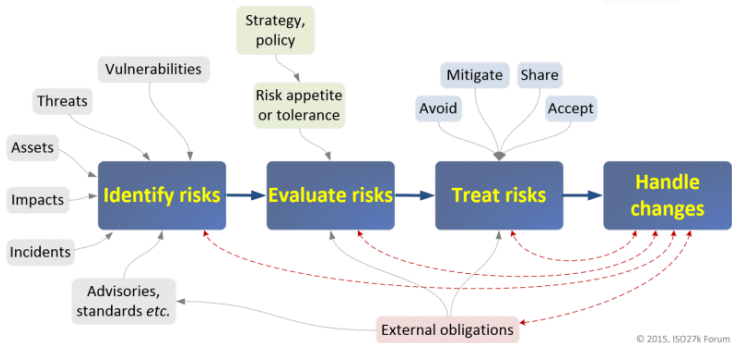 Strategy,
policy
Vulnerabilities
Mitigate
Share
Threats
Risk appetite
or tolerance
Avoid
Accept
Assets
Impacts
Identify risks
Evaluate risks
Treat risks
Handle
changes
Incidents
Advisories,
standards etc.
External obligations
© 2015, ISO27k Forum